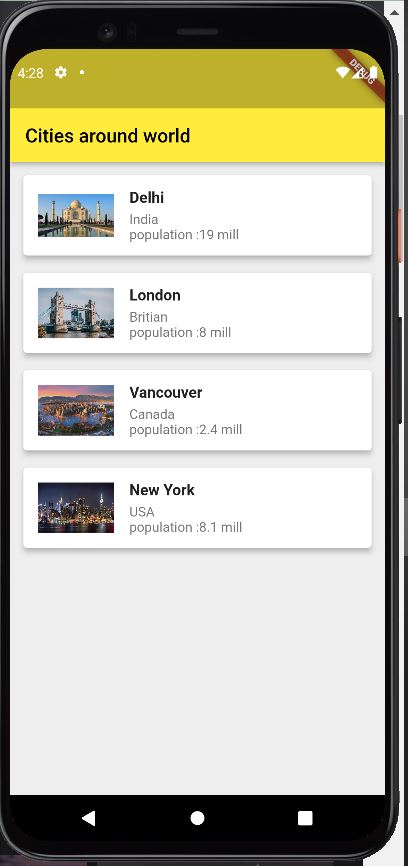 4:28
DEBUG
Cities around world
Delhi
India
population :19 mill
London
Britian
population :8 mill
Vancouver
Canada
population :2.4 mill
New York
USA
population :8.1 mill